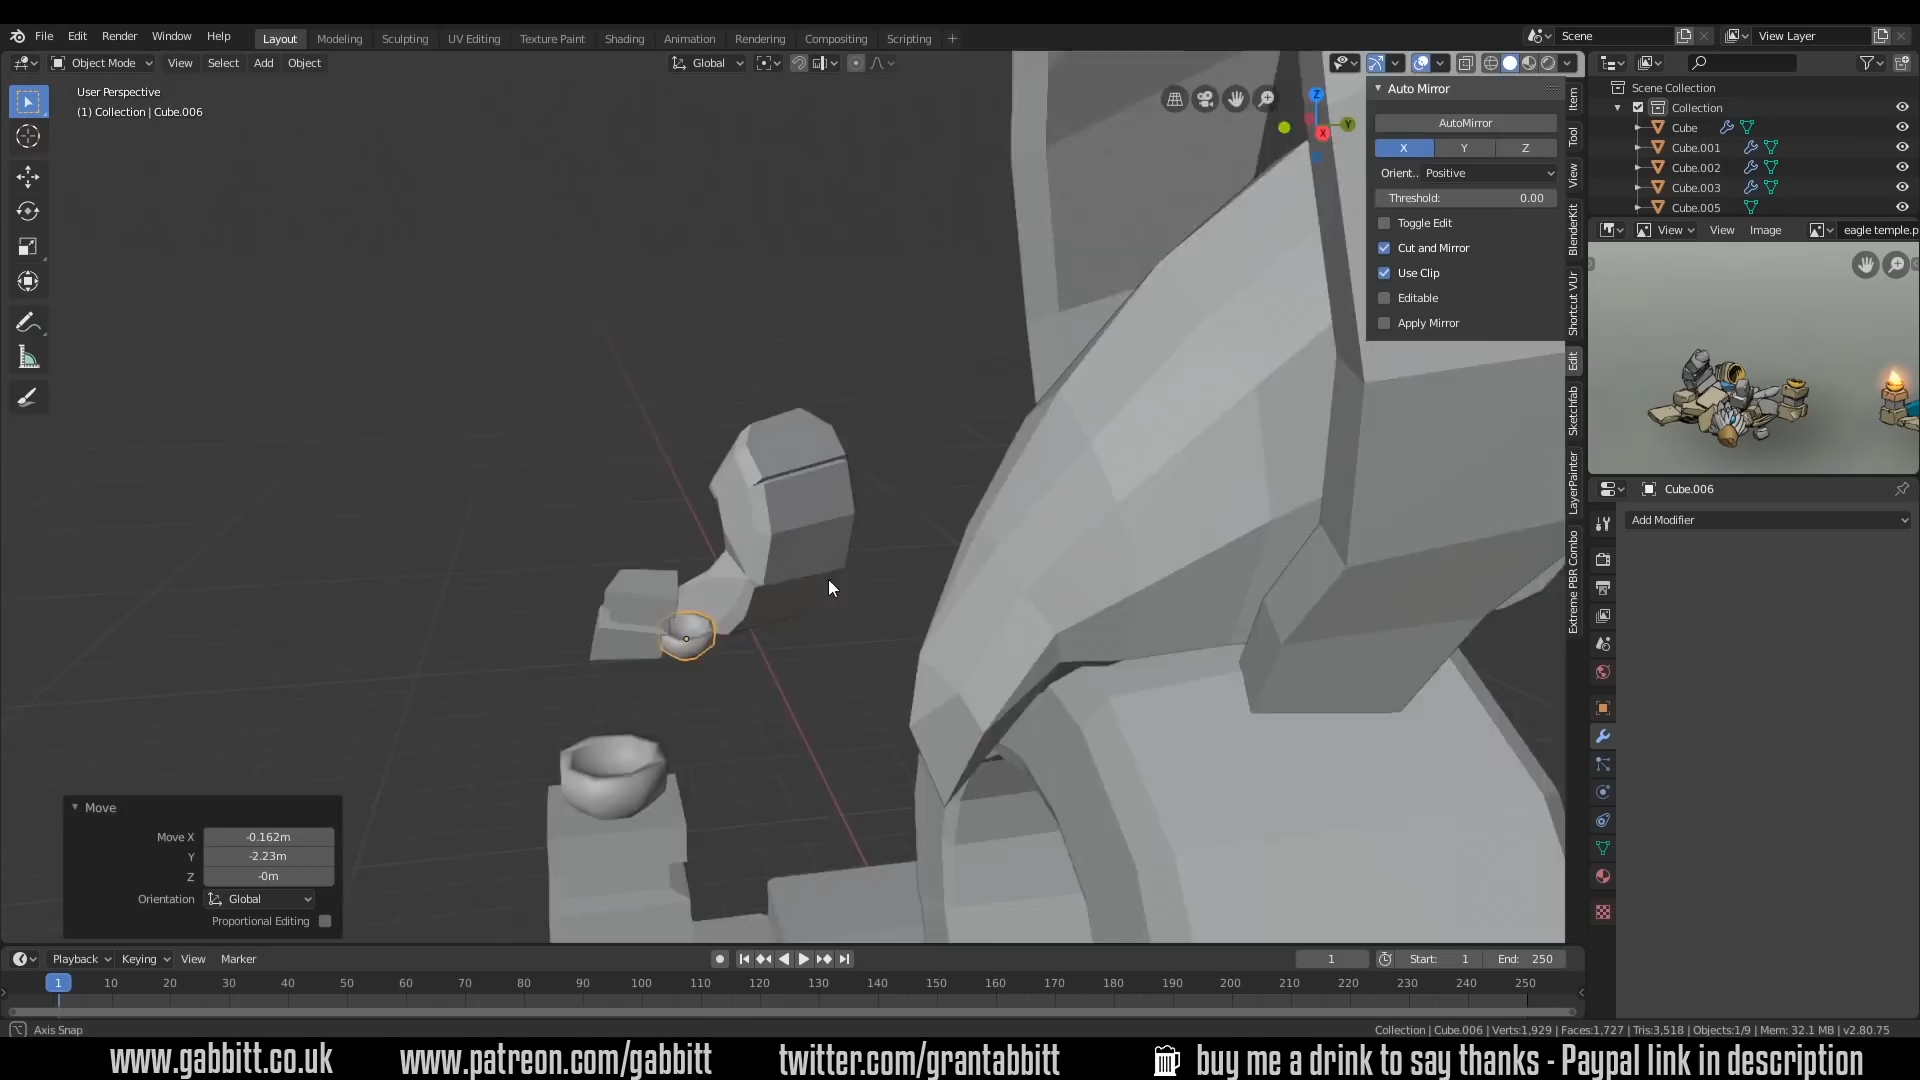 File Edit Render Window Help Layout Modeling Sculpting UV Editing Texture Paint Shading Animation Rendering Compositing Scripting + Scene View Layer
Object Mode View Select Add Object Global
User Perspective
(1) Collection | Cube.006
Auto Mirror
AutoMirror
X Y Z
Orient.. Positive
Threshold: 0.00
Toggle Edit
Cut and Mirror
Use Clip
Editable
Apply Mirror
Z
Y
X
Item
Tool
View
BlenderKit
Shortcut VUr
Edit
Sketchfab
LayerPainter
Extreme PBR Combo
Scene Collection
Collection
Cube
Cube.001
Cube.002
Cube.003
Cube.005
View View Image eagle temple.p
Cube.006
Add Modifier
Move
Move X -0.162m
Y -2.23m
Z -0m
Orientation Global
Proportional Editing
Playback Keying View Marker 1 Start: 1 End: 250
1 10 20 30 40 50 60 70 80 90 100 110 120 130 140 150 160 170 180 190 200 210 220 230 240 250
Axis Snap
Collection | Cube.006 | Verts:1,929 | Faces:1,727 | Tris:3,518 | Objects:1/9 | Mem: 32.1 MB | v2.80.75
www.gabbitt.co.uk www.patreon.com/gabbitt twitter.com/grantabbitt buy me a drink to say thanks - Paypal link in description